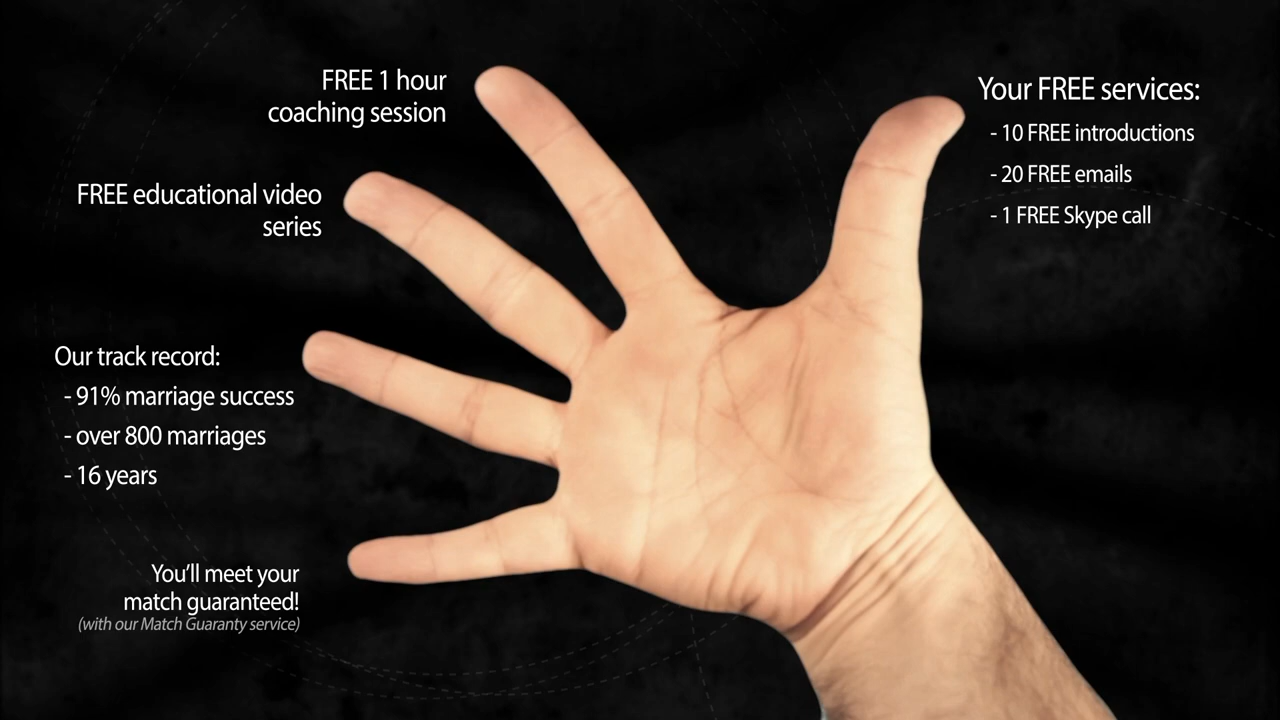 FREE 1 hour
coaching session
FREE educational video
series
Our track record:
- 91% marriage success
- over 800 marriages
- 16 years
You'll meet your
match guaranteed!
(with our Match Guaranty service)
Your FREE services:
- 10 FREE introductions
- 20 FREE emails
- 1 FREE Skype call